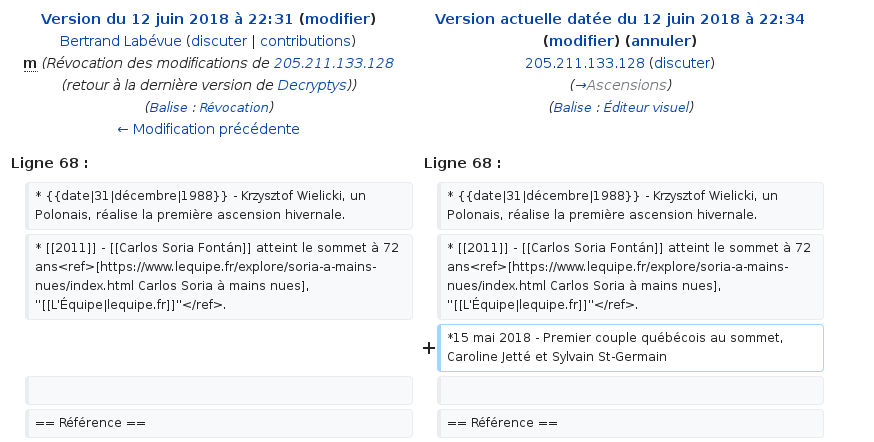 Version du 12 juin 2018 à 22:31 (modifier)
Bertrand Labévue (discuter | contributions)
m (Révocation des modifications de 205.211.133.128
(retour à la dernière version de Decryptys))
(Balise : Révocation)
← Modification précédente
Version actuelle datée du 12 juin 2018 à 22:34
(modifier) (annuler)
205.211.133.128 (discuter)
(→Ascensions)
(Balise : Éditeur visuel)
Ligne 68 :
Ligne 68 :
* {{date|31|décembre|1988}} - Krzysztof Wielicki, un
Polonais, réalise la première ascension hivernale.
* {{date|31|décembre|1988}} - Krzysztof Wielicki, un
Polonais, réalise la première ascension hivernale.
* [[2011]] - [[Carlos Soria Fontán]] atteint le sommet à 72
ans<ref>[https://www.lequipe.fr/explore/soria-a-mains-
nues/index.html Carlos Soria à mains nues],
''[[L'Équipe|lequipe.fr]]''</ref>.
* [[2011]] - [[Carlos Soria Fontán]] atteint le sommet à 72
ans<ref>[https://www.lequipe.fr/explore/soria-a-mains-
nues/index.html Carlos Soria à mains nues],
''[[L'Équipe|lequipe.fr]]''</ref>.
+ *15 mai 2018 - Premier couple québécois au sommet,
Caroline Jetté et Sylvain St-Germain
== Référence ==
== Référence ==